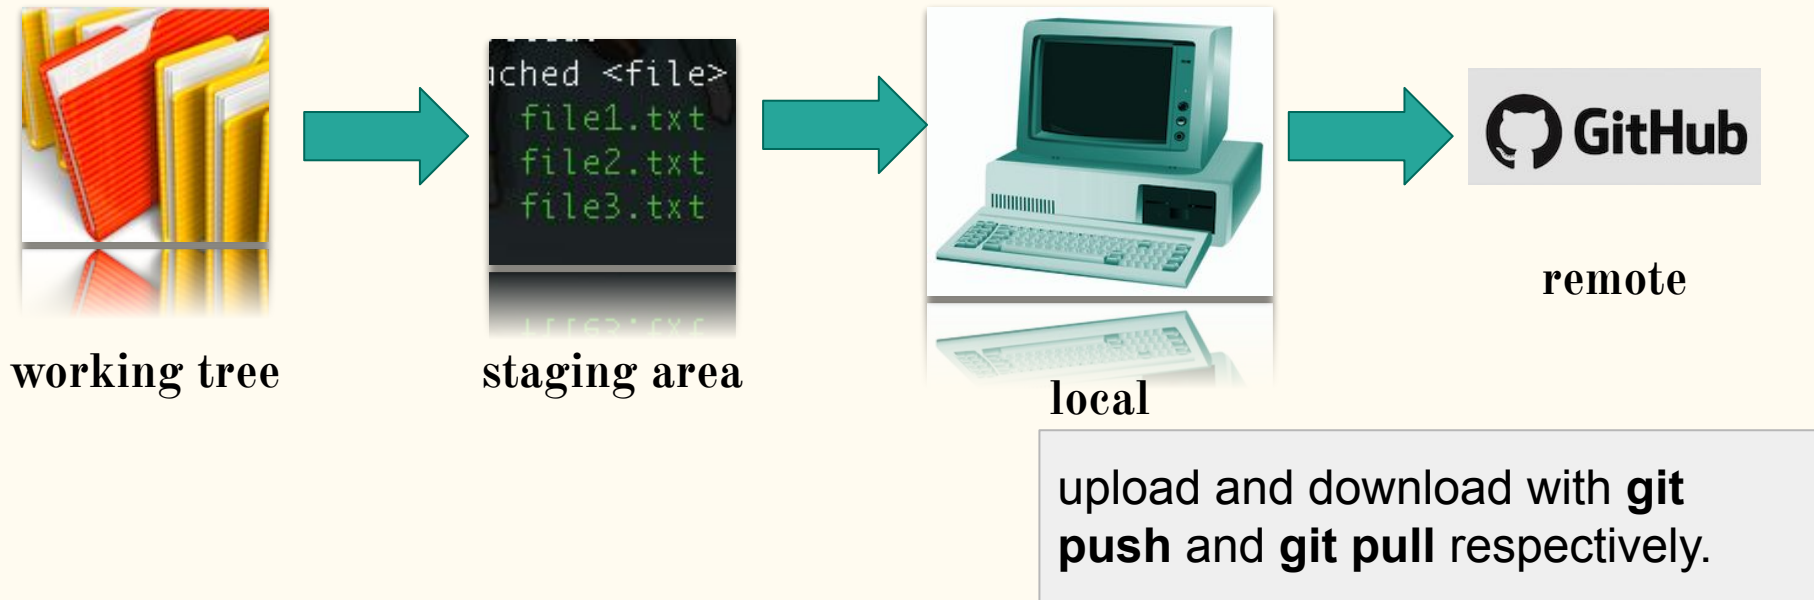 ached <file>
file1.txt
file2.txt
file3.txt
GitHub
working tree
staging area
local
remote
upload and download with git
push and git pull respectively.